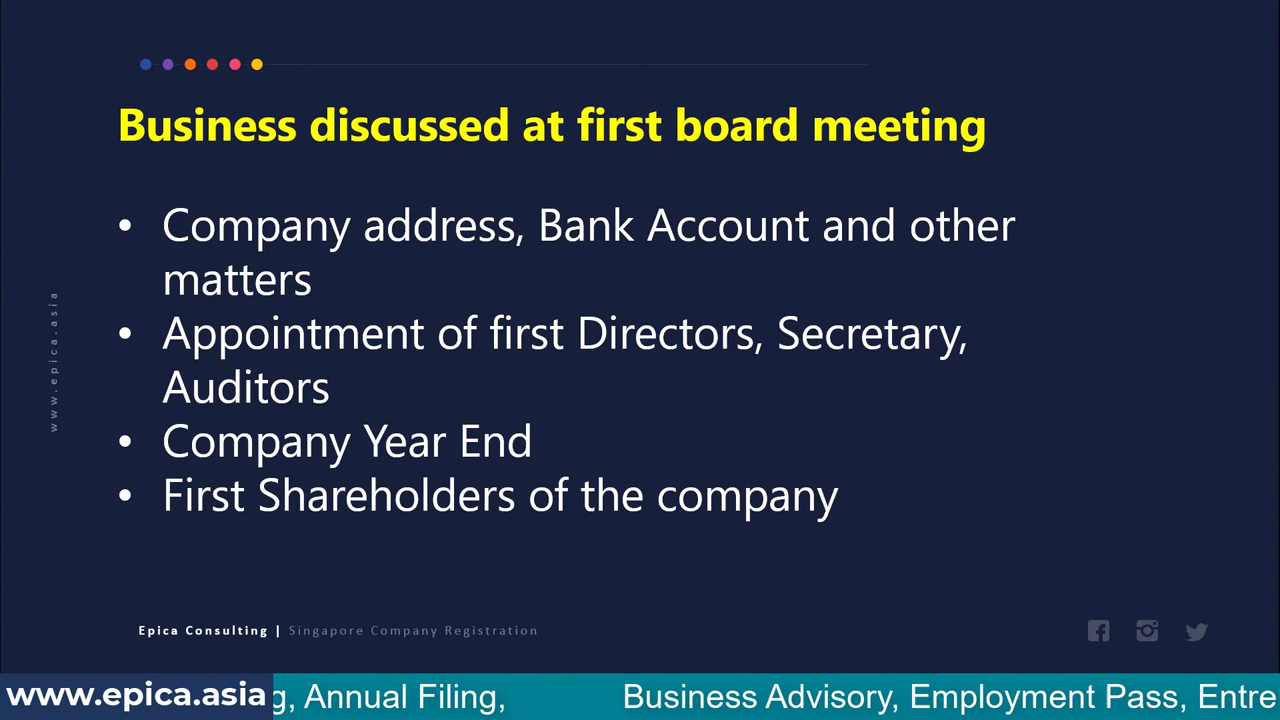 Business discussed at first board meeting
• Company address, Bank Account and other
matters
• Appointment of first Directors, Secretary,
Auditors
• Company Year End
• First Shareholders of the company
www.epica.asia
Epica Consulting | Singapore Company Registration
www.epica.asia
g, Annual Filing, Business Advisory, Employment Pass, Entre